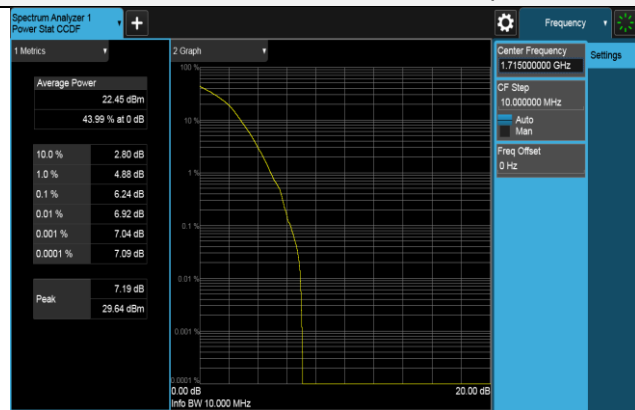 Spectrum Analyzer 1
Power Stat CCDF
+
Frequency
1 Metrics
Average Power
22.45 dBm
43.99 % at 0 dB
10.0 % 2.80 dB
1.0 % 4.88 dB
0.1 % 6.24 dB
0.01 % 6.92 dB
0.001 % 7.04 dB
0.0001 % 7.09 dB
Peak
7.19 dB
29.64 dBm
2 Graph
100 %
10 %
1 %
0.1 %
0.01 %
0.001 %
0.0001 %
0.00 dB 20.00 dB
Info BW 10.000 MHz
Center Frequency
1.715000000 GHz
CF Step
10.000000 MHz
Auto
Man
Freq Offset
0 Hz
Settings